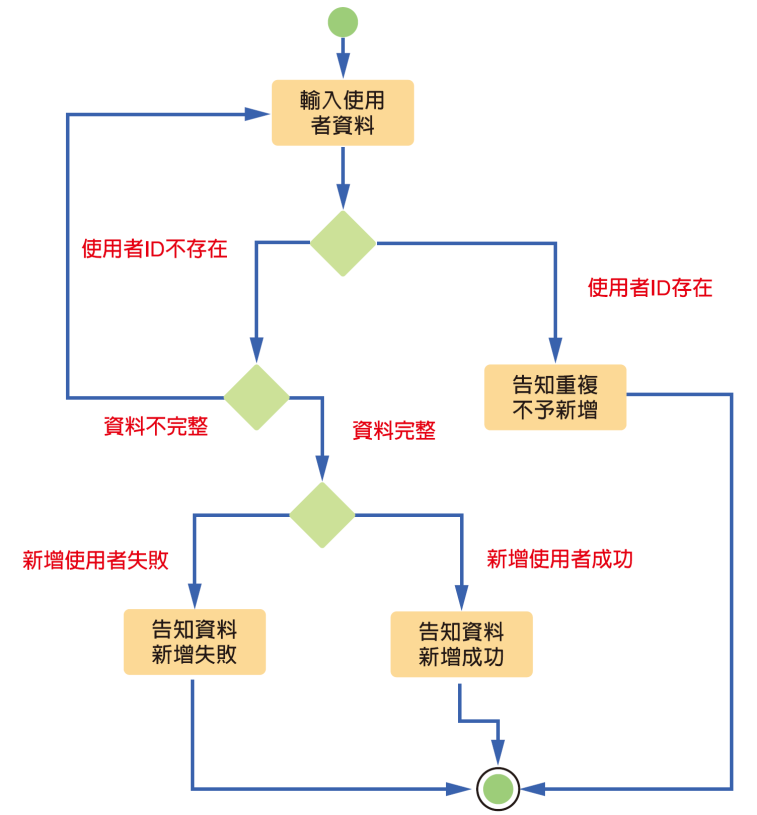 輸入使用
者資料
使用者ID不存在
使用者ID存在
告知重複
不予新增
資料不完整
資料完整
新增使用者失敗
新增使用者成功
告知資料
新增失敗
告知資料
新增成功